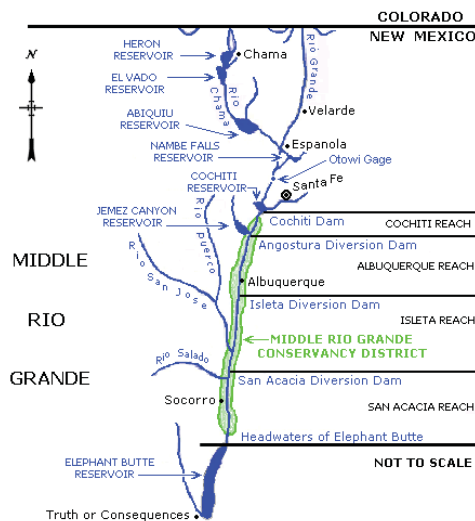 COLORADO
NEW MEXICO
HERON
RESERVOIR
Chama
EL VADO
RESERVOIR
Rio Grande
Rio
Chama
N
ABIQUIU
RESERVOIR
Velarde
NAMBE FALLS
RESERVOIR
Espanola
Otowi Gage
COCHITI
RESERVOIR
Santa Fe
JEMEZ CANYON
RESERVOIR
Rio Puerco
Cochiti Dam
COCHITI REACH
Angostura Diversion Dam
MIDDLE
Rio San Jose
ALBUQUERQUE REACH
Albuquerque
Isleta Diversion Dam
RIO
ISLETA REACH
MIDDLE RIO GRANDE
CONSERVANCY DISTRICT
Rio Salado
GRANDE
San Acacia Diversion Dam
Socorro
SAN ACACIA REACH
Headwaters of Elephant Butte
ELEPHANT BUTTE
RESERVOIR
NOT TO SCALE
Truth or Consequences